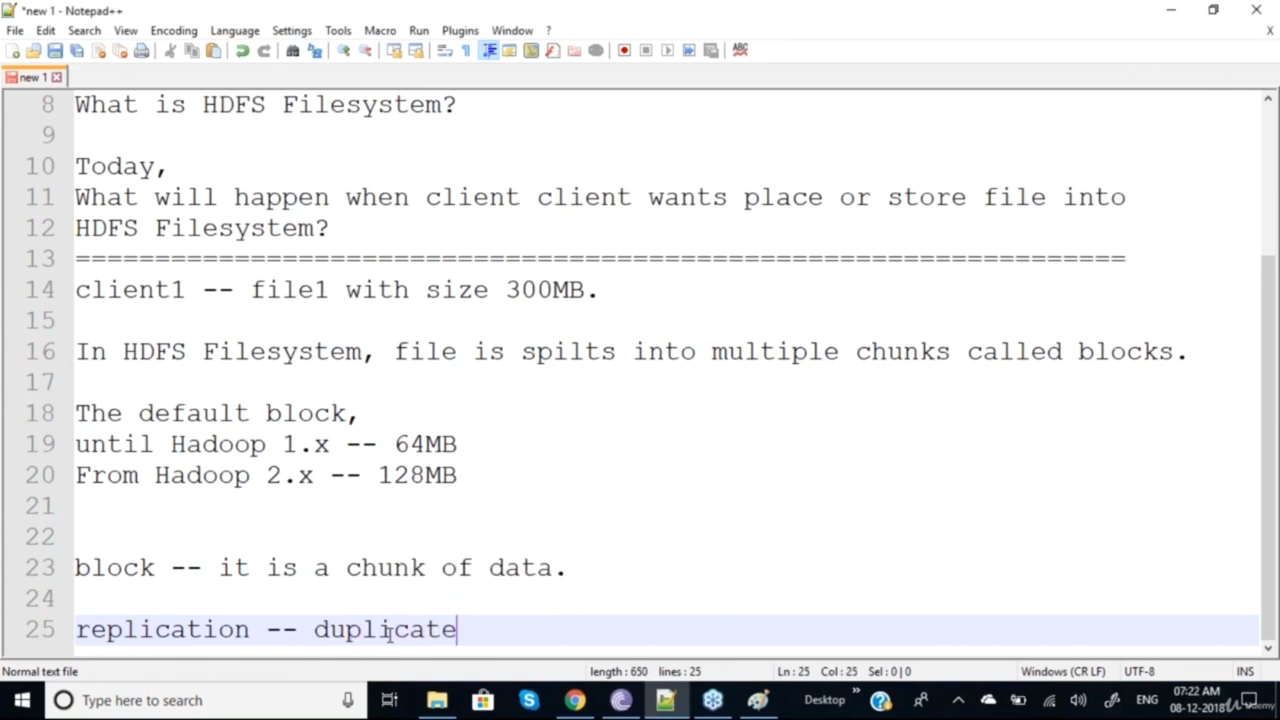 *new 1 - Notepad++
File Edit Search View Encoding Language Settings Tools Macro Run Plugins Window ? X
new 1
8 What is HDFS Filesystem?
9
10 Today,
11 What will happen when client client wants place or store file into
12 HDFS Filesystem?
13 ==================================================================
14 client1 -- file1 with size 300MB.
15
16 In HDFS Filesystem, file is spilts into multiple chunks called blocks.
17
18 The default block,
19 until Hadoop 1.x -- 64MB
20 From Hadoop 2.x -- 128MB
21
22
23 block -- it is a chunk of data.
24
25 replication -- duplicate
Normal text file length : 650 lines : 25 Ln : 25 Col : 25 Sel : 0 | 0 Windows (CR LF) UTF-8 INS
Type here to search Desktop ENG 07:22 AM
08-12-2018
Udemy